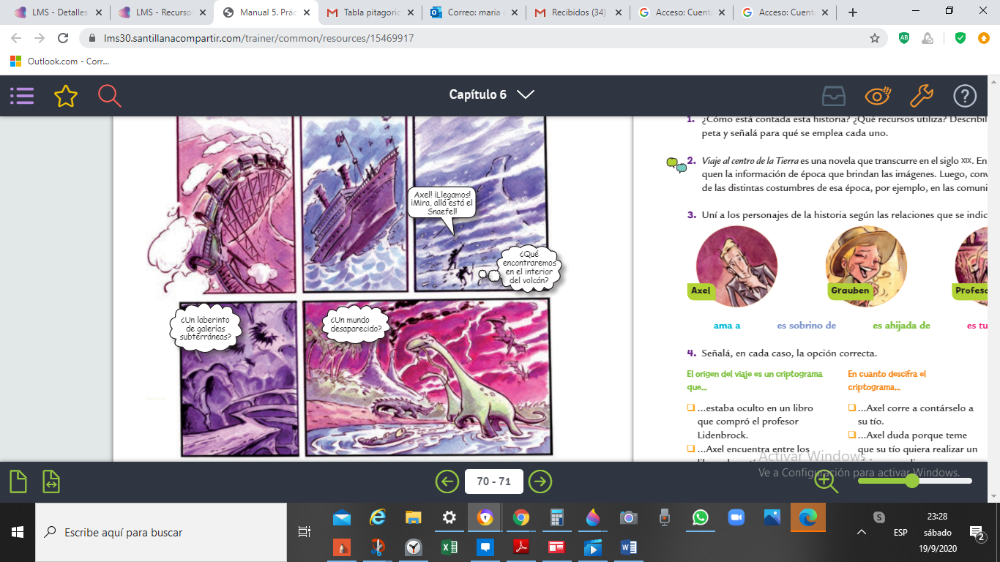 LMS - Detalles
LMS - Recurso
Manual 5. Prác
Tabla pitagoric
Correo: maria
Recibidos (34)
Acceso: Cuent
Acceso: Cuent
lms30.santillanacompartir.com/trainer/common/resources/15469917
Outlook.com - Corr...
Capítulo 6
Axel! ¡Llegamos!
¡Mira, allá está el
Snaefel!
¿Qué
encontraremos
en el interior
del volcán?
¿Un laberinto
de galerías
subterráneas?
¿Un mundo
desaparecido?
1. ¿Cómo está contada esta historia? ¿Qué recursos utiliza? Describil
peta y señalá para qué se emplea cada uno.
2. Viaje al centro de la Tierra es una novela que transcurre en el siglo XIX. En
quen la información de época que brindan las imágenes. Luego, conv
de las distintas costumbres de esa época, por ejemplo, en las comuni
3. Uní a los personajes de la historia según las relaciones que se indic
Axel
Grauben
Profeso
ama a
es sobrino de
es ahijada de
es tu
4. Señalá, en cada caso, la opción correcta.
El origen del viaje es un criptograma
que...
...estaba oculto en un libro
que compró el profesor
Lidenbrock.
...Axel encuentra entre los
En cuanto descifra el
criptograma...
...Axel corre a contárselo a
su tío.
...Axel duda porque teme
que su tío quiera realizar un
Activar Windows
Ve a Configuración para activar Windows.
70 - 71
Escribe aquí para buscar
ESP
23:28
sábado
19/9/2020
2